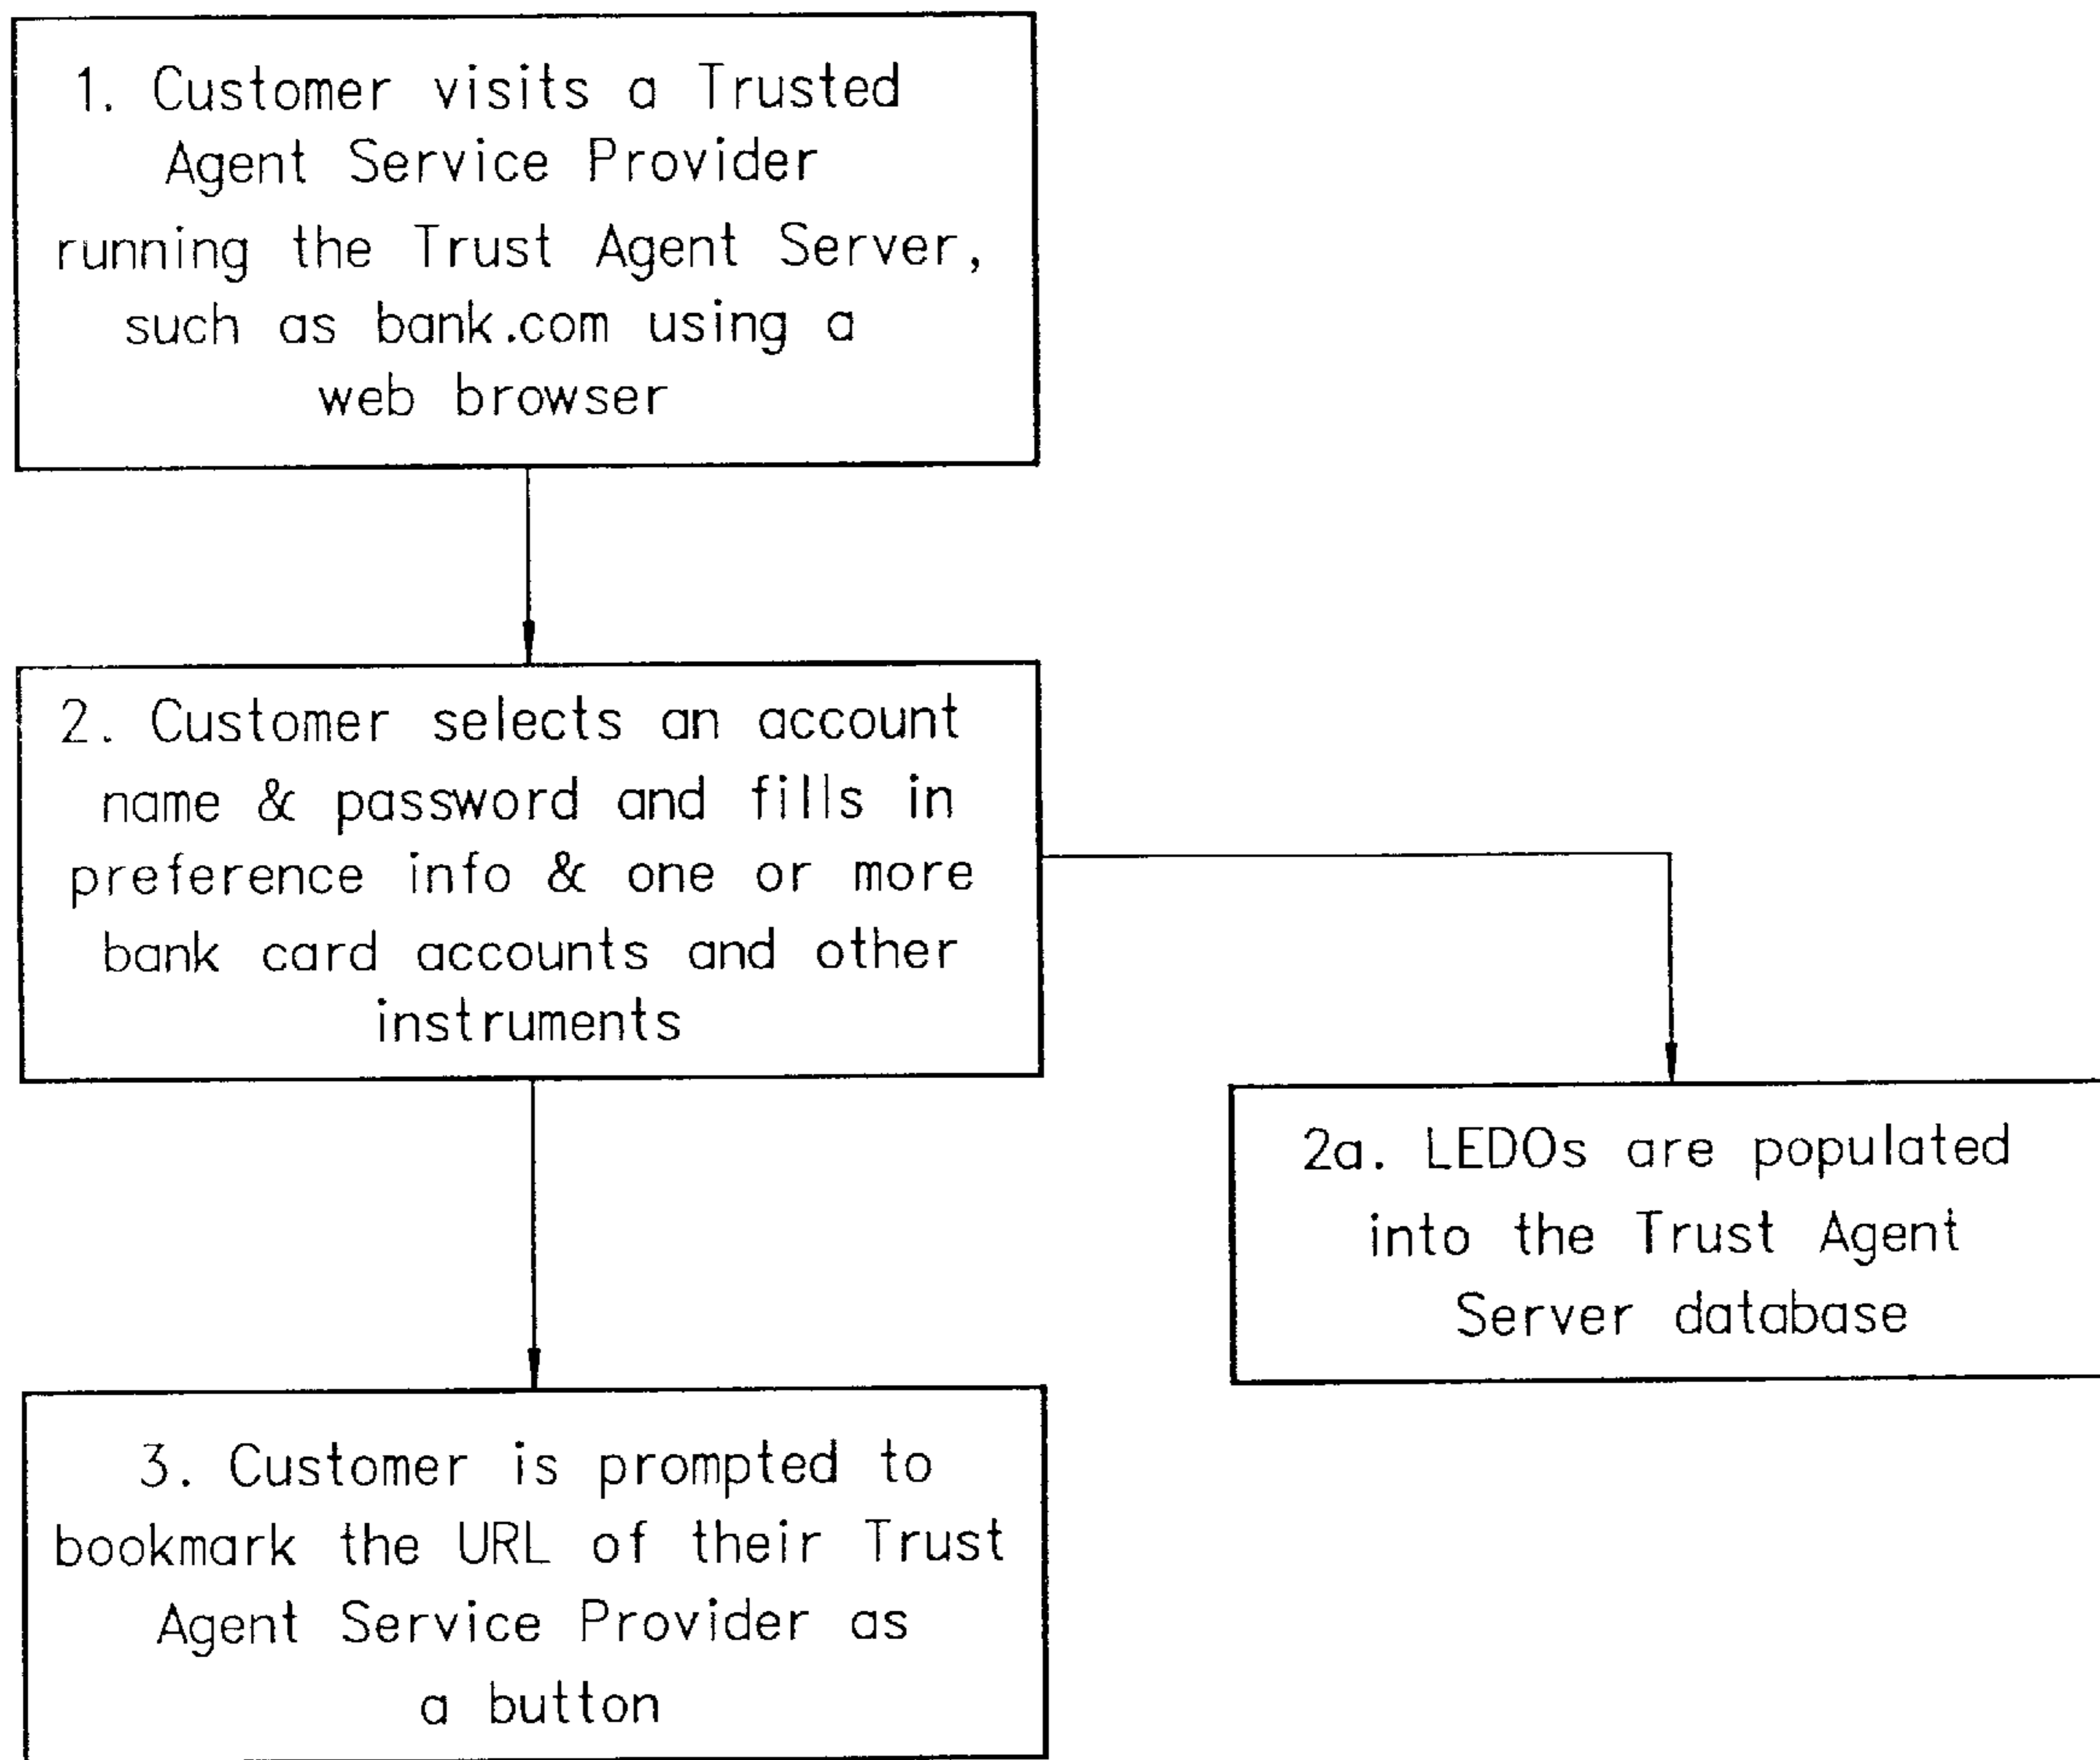 1. Customer visits a Trusted
Agent Service Provider
running the Trust Agent Server,
such as bank.com using a
web browser
2. Customer selects an account
name & password and fills in
preference info & one or more
bank card accounts and other
instruments
2a. LEDOs are populated
into the Trust Agent
Server database
3. Customer is prompted to
bookmark the URL of their Trust
Agent Service Provider as
a button